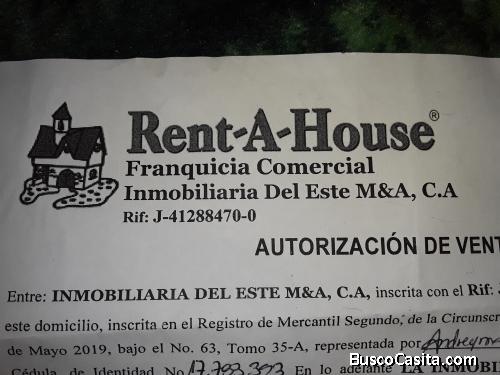 Rent-A-House®
Franquicia Comercial
Inmobiliaria Del Este M&A, C.A
Rif: J-41288470-0
AUTORIZACIÓN DE VENT
Entre: INMOBILIARIA DEL ESTE M&A, C.A, inscrita con el Rif: J
este domicilio, inscrita en el Registro de Mercantil Segundo, de la Circunscr
de Mayo 2019, bajo el No. 63, Tomo 35-A, representada por
Cédula de Identidad No 17.793.393 En lo adelante LA INMOBI
BuscoCasita.com